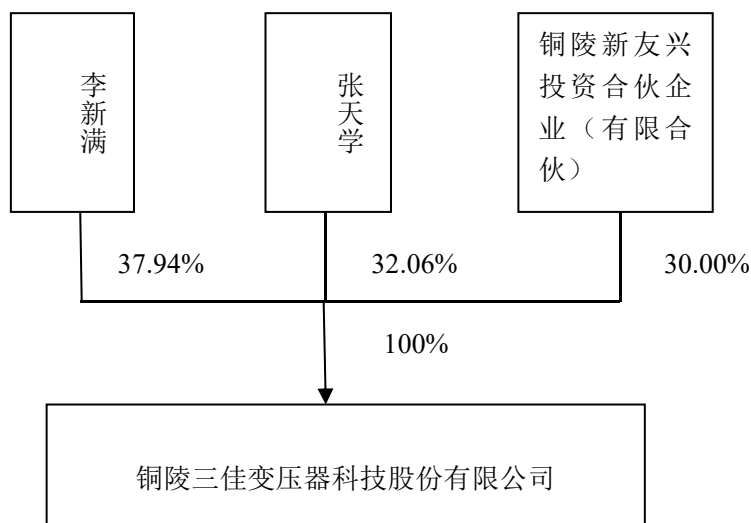 李新满
张天学
铜陵新友兴
投资合伙企
业（有限合
伙）
37.94%
32.06%
30.00%
100%
铜陵三佳变压器科技股份有限公司